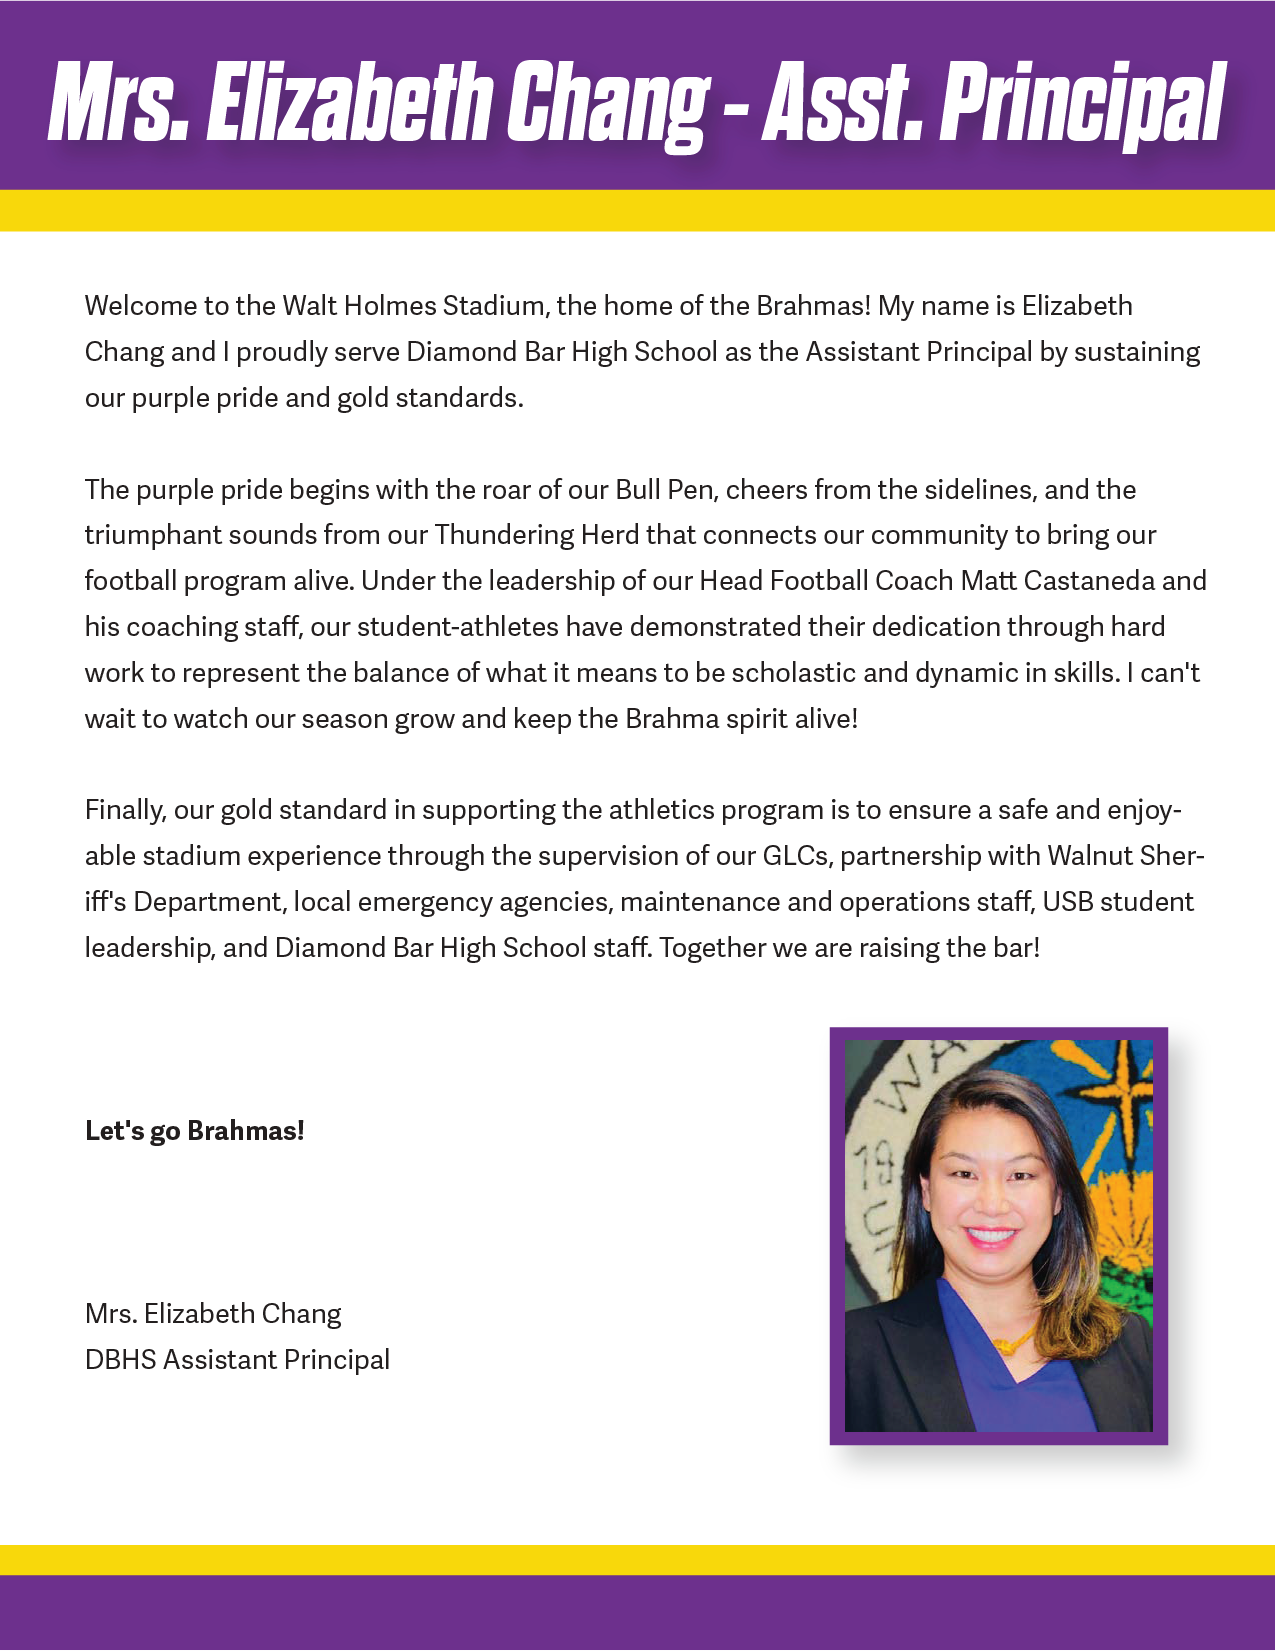 Mrs. Elizabeth Chang - Asst. Principal
Welcome to the Walt Holmes Stadium, the home of the Brahmas! My name is Elizabeth
Chang and I proudly serve Diamond Bar High School as the Assistant Principal by sustaining
our purple pride and gold standards.
The purple pride begins with the roar of our Bull Pen, cheers from the sidelines, and the
triumphant sounds from our Thundering Herd that connects our community to bring our
football program alive. Under the leadership of our Head Football Coach Matt Castaneda and
his coaching staff, our student-athletes have demonstrated their dedication through hard
work to represent the balance of what it means to be scholastic and dynamic in skills. I can't
wait to watch our season grow and keep the Brahma spirit alive!
Finally, our gold standard in supporting the athletics program is to ensure a safe and enjoy-
able stadium experience through the supervision of our GLCs, partnership with Walnut Sher-
iff's Department, local emergency agencies, maintenance and operations staff, USB student
leadership, and Diamond Bar High School staff. Together we are raising the bar!
Let's go Brahmas!
Mrs. Elizabeth Chang
DBHS Assistant Principal